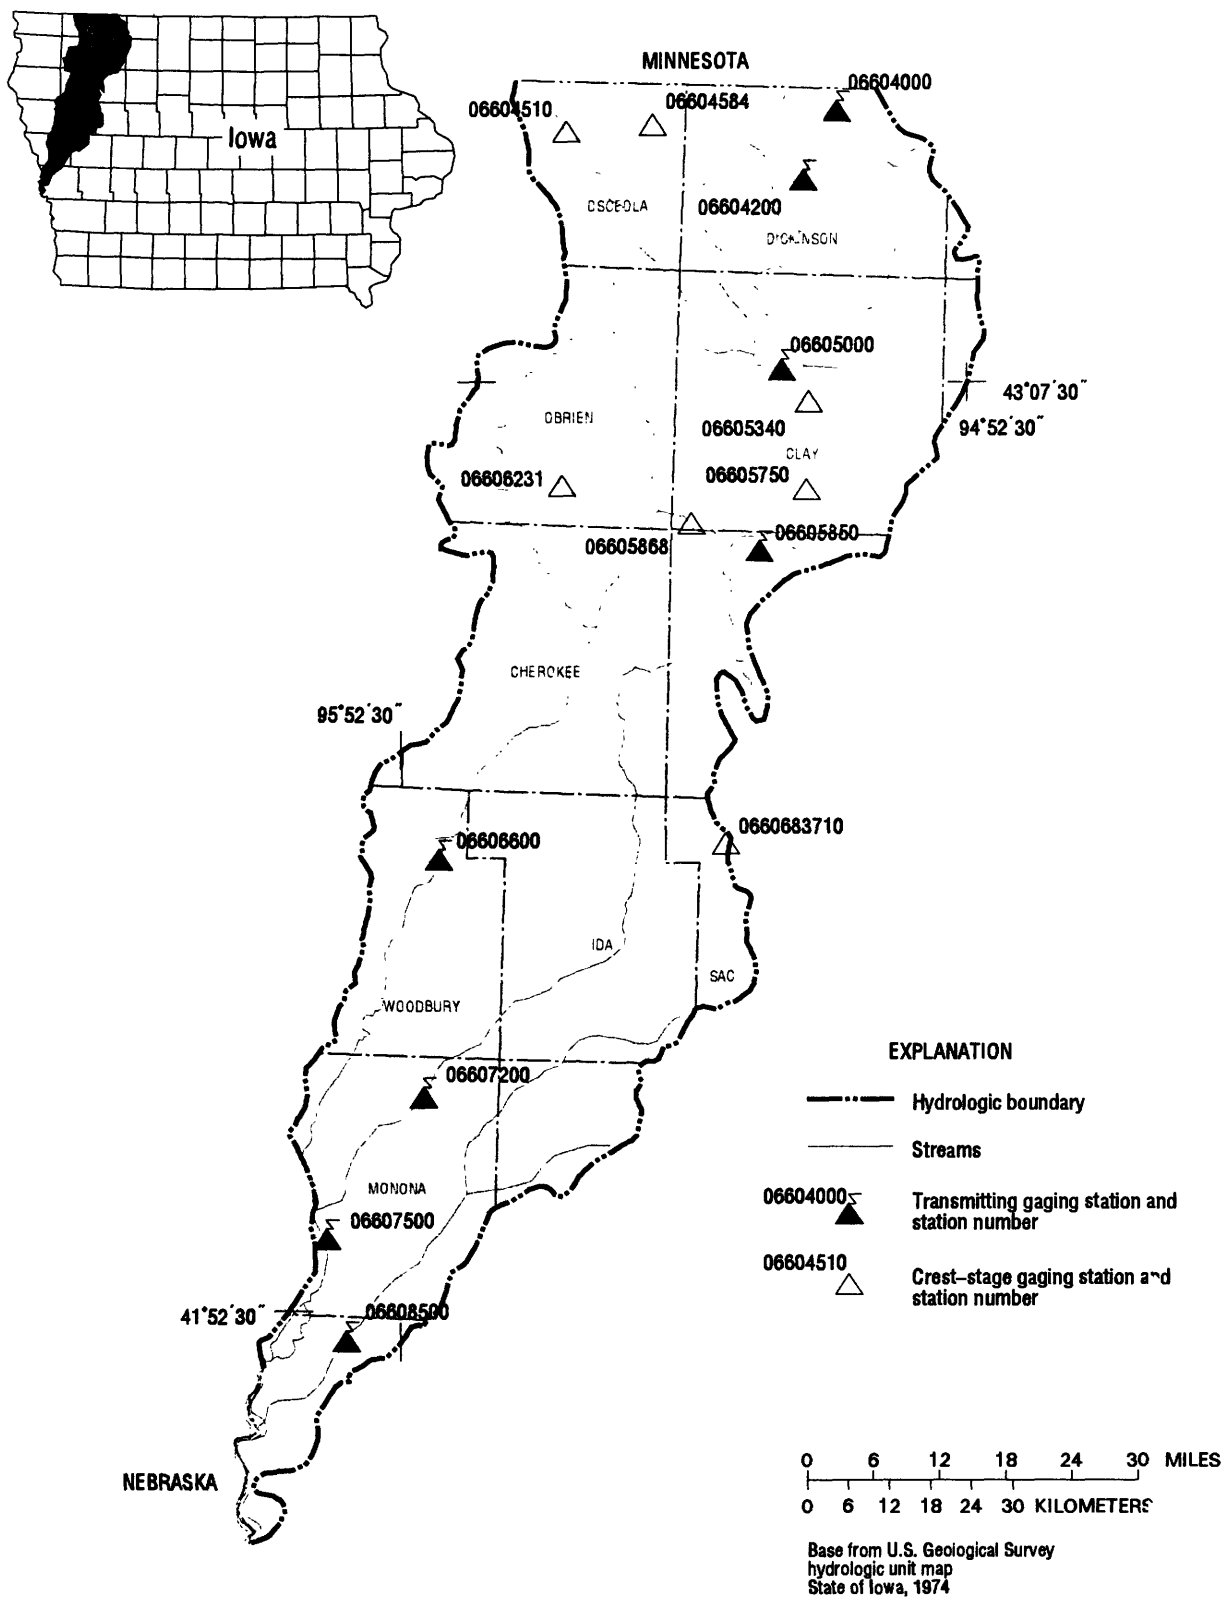 Iowa
MINNESOTA
06604000
06604510
06604584
OSCEOLA
06604200
DICKINSON
06605000
43°07'30"
OBRIEN
06605340
94°52'30"
CLAY
06606231
06605750
06605868
06605850
CHEROKEE
95°52'30"
0660683710
06606600
IDA
SAC
WOODBURY
06607200
MONONA
06607500
41°52'30"
06608500
NEBRASKA
EXPLANATION
Hydrologic boundary
Streams
06604000
Transmitting gaging station and
station number
06604510
Crest-stage gaging station and
station number
0 6 12 18 24 30 MILES
0 6 12 18 24 30 KILOMETERS
Base from U.S. Geological Survey
hydrologic unit map
State of Iowa, 1974